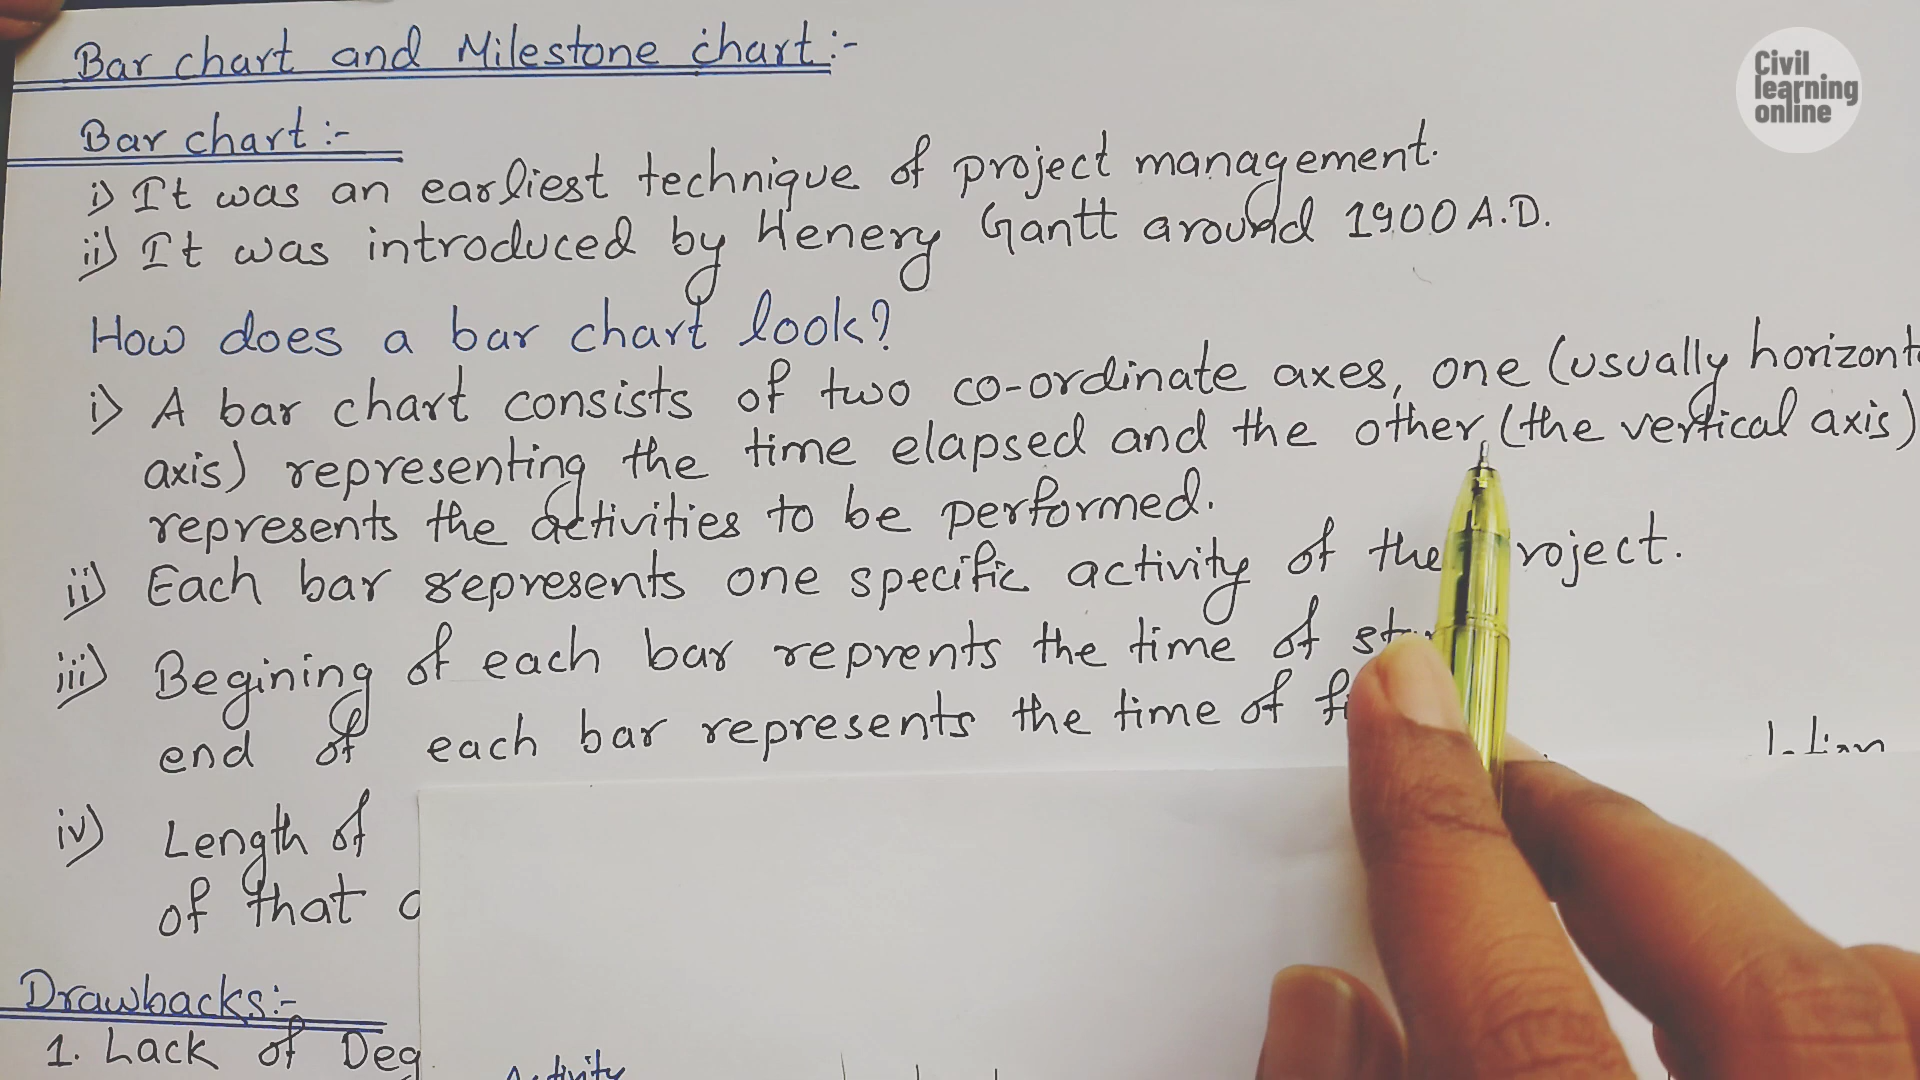 Bar chart and Milestone chart:-
Civil
learning
online
Bar chart:-
i) It was an earliest technique of project management.
ii) It was introduced by Henery Gantt around 1900 A.D.
How does a bar chart look?
i) A bar chart consists of two co-ordinate axes, one (usually
axis) representing the time elapsed and the other (the vertical axis)
represents the activities to be performed.
ii) Each bar represents one specific activity of the
iii) Begining of each bar reprents the time of
end of each bar represents the time of
iv) Length of
of that
Drawbacks:-
1. Lack of
Activity